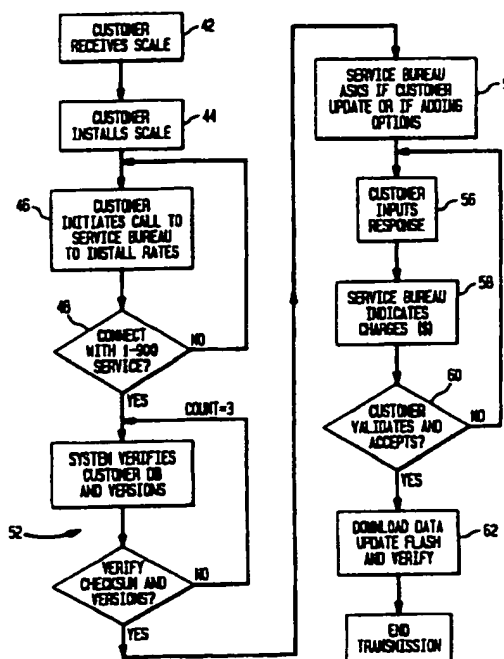 CUSTOMER
RECEIVES SCALE
42
CUSTOMER
INSTALLS SCALE
44
46
CUSTOMER
INITIATES CALL TO
SERVICE BUREAU
TO INSTALL RATES
48
CONNECT
WITH 1-900
SERVICE?
NO
YES
COUNT=3
SYSTEM VERIFIES
CUSTOMER DB
AND VERSIONS
52
VERIFY
CHECKSUM AND
VERSIONS?
NO
YES
SERVICE BUREAU
ASKS IF CUSTOMER
UPDATE OR IF ADDING
OPTIONS
CUSTOMER
INPUTS
RESPONSE
56
SERVICE BUREAU
INDICATES
CHARGES ($)
58
60
CUSTOMER
VALIDATES AND
ACCEPTS?
NO
YES
DOWNLOAD DATA
UPDATE FLASH
AND VERIFY
62
END
TRANSMISSION